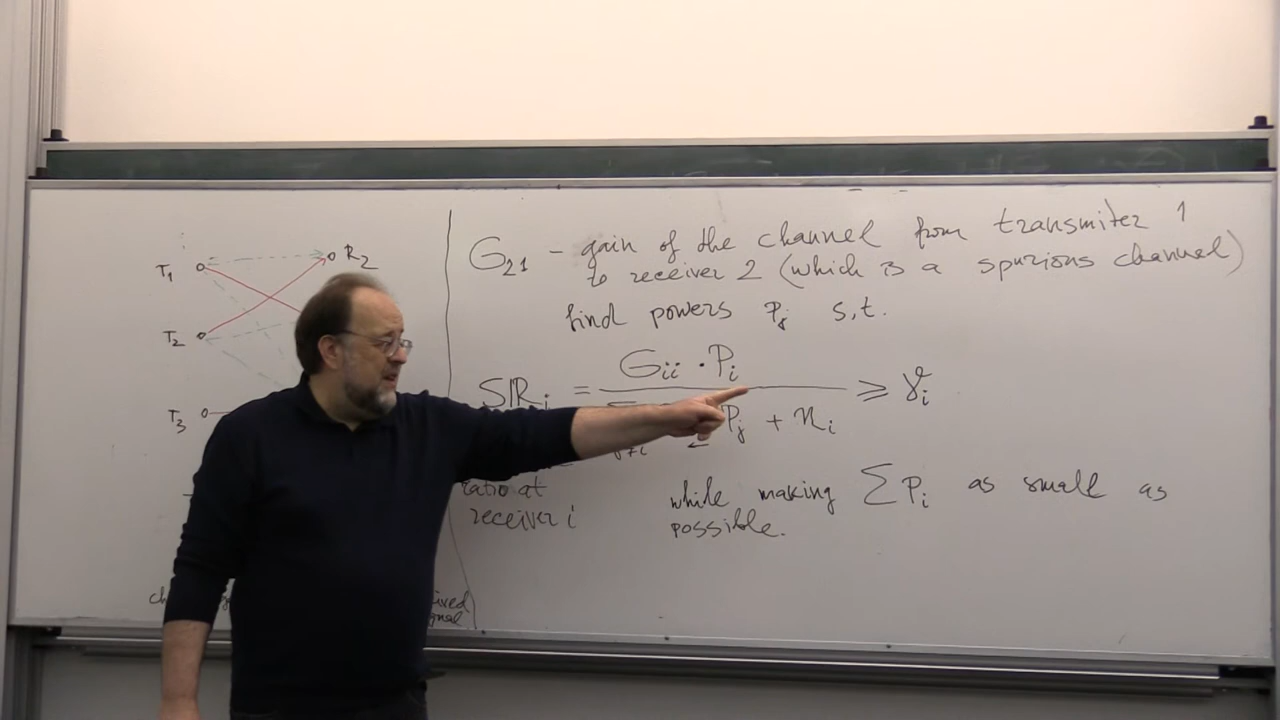 T₁
R₂
T₂
T₃
G₂₁ - gain of the channel from transmiter 1
to receiver 2 (which is a spurious channel)
find powers Pⱼ s.t.
Gᵢᵢ · Pᵢ
SIRᵢ = ≥ γᵢ
Pⱼ + nᵢ
ratio at
receiver i
while making ∑ Pᵢ as small as
possible.